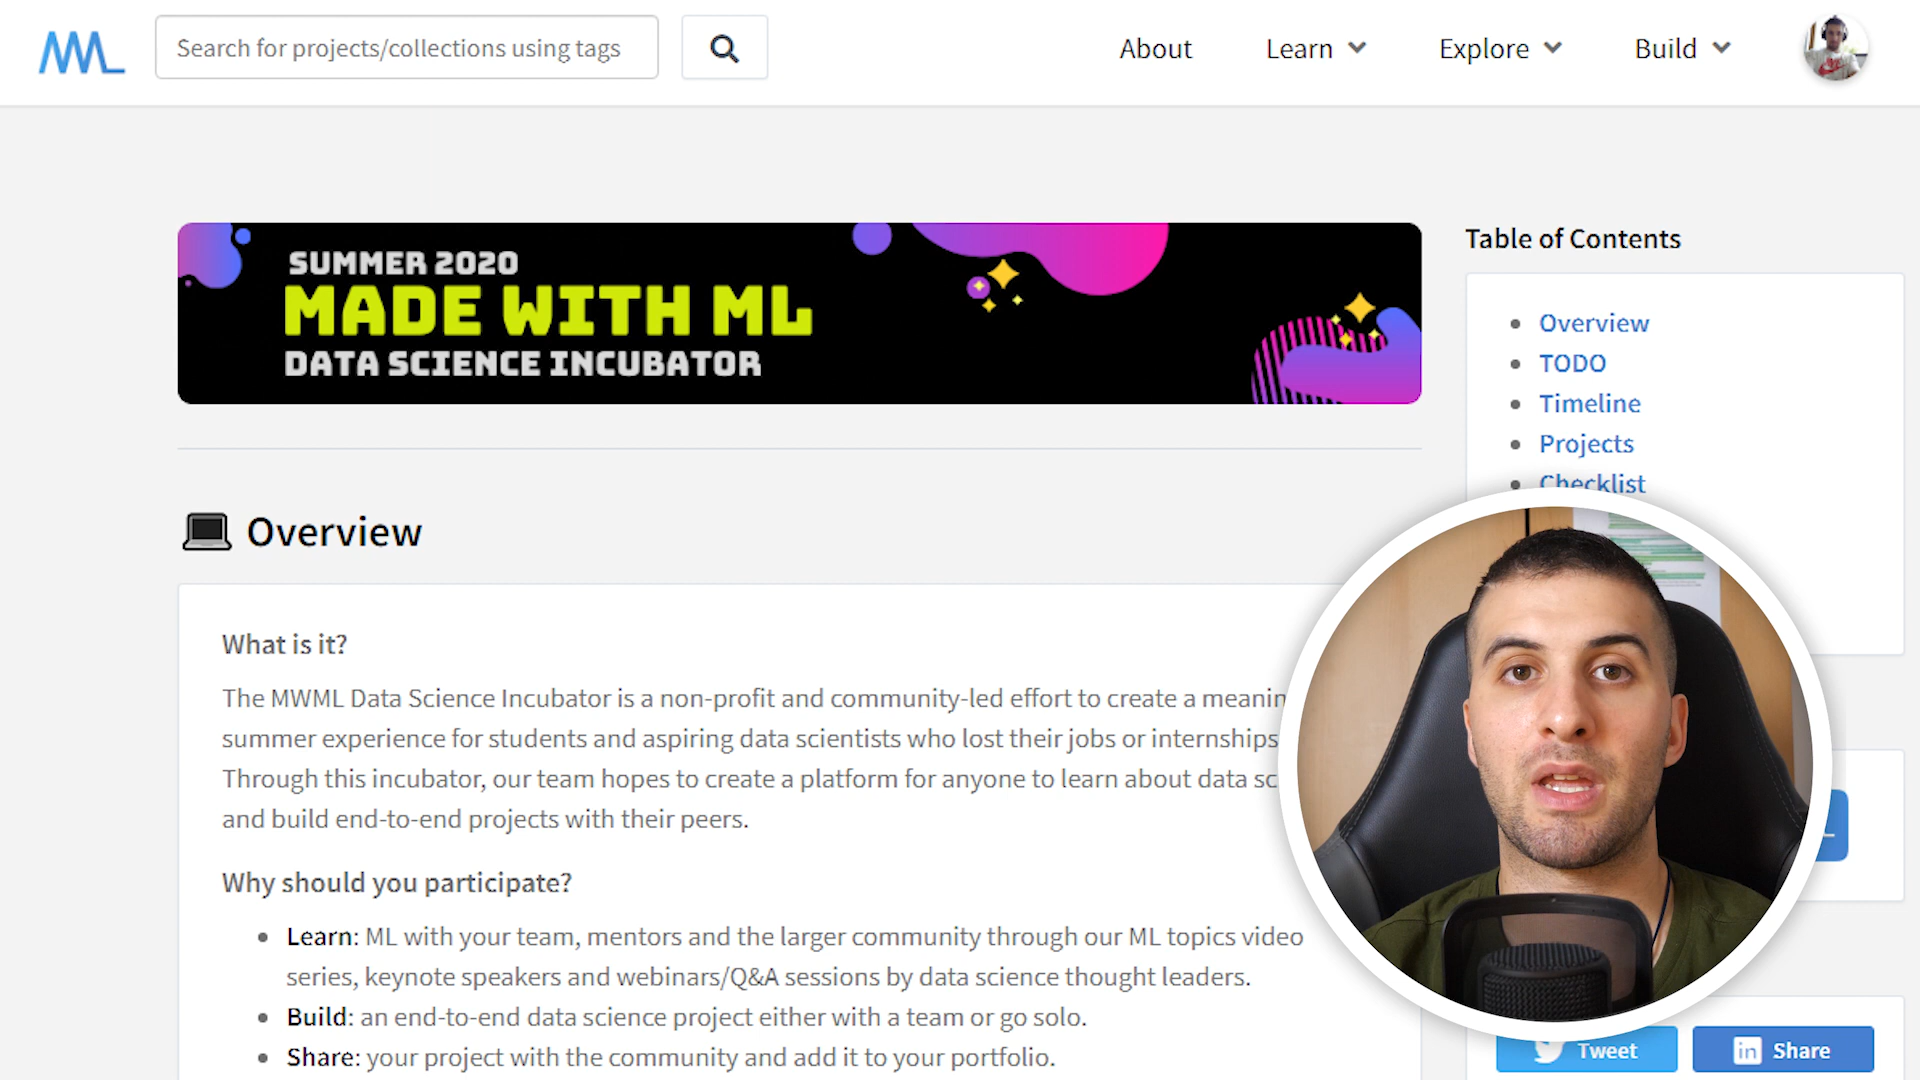 Search for projects/collections using tags
About
Learn
Explore
Build
SUMMER 2020
MADE WITH ML
DATA SCIENCE INCUBATOR
Table of Contents
Overview
TODO
Timeline
Projects
Checklist
Overview
What is it?
The MWML Data Science Incubator is a non-profit and community-led effort to create a
summer experience for students and aspiring data scientists who lost their jobs or internships
Through this incubator, our team hopes to create a platform for anyone to learn about data
and build end-to-end projects with their peers.
Why should you participate?
Learn: ML with your team, mentors and the larger community through our ML topics video
series, keynote speakers and webinars/Q&A sessions by data science thought leaders.
Build: an end-to-end data science project either with a team or go solo.
Share: your project with the community and add it to your portfolio.
Tweet
in Share